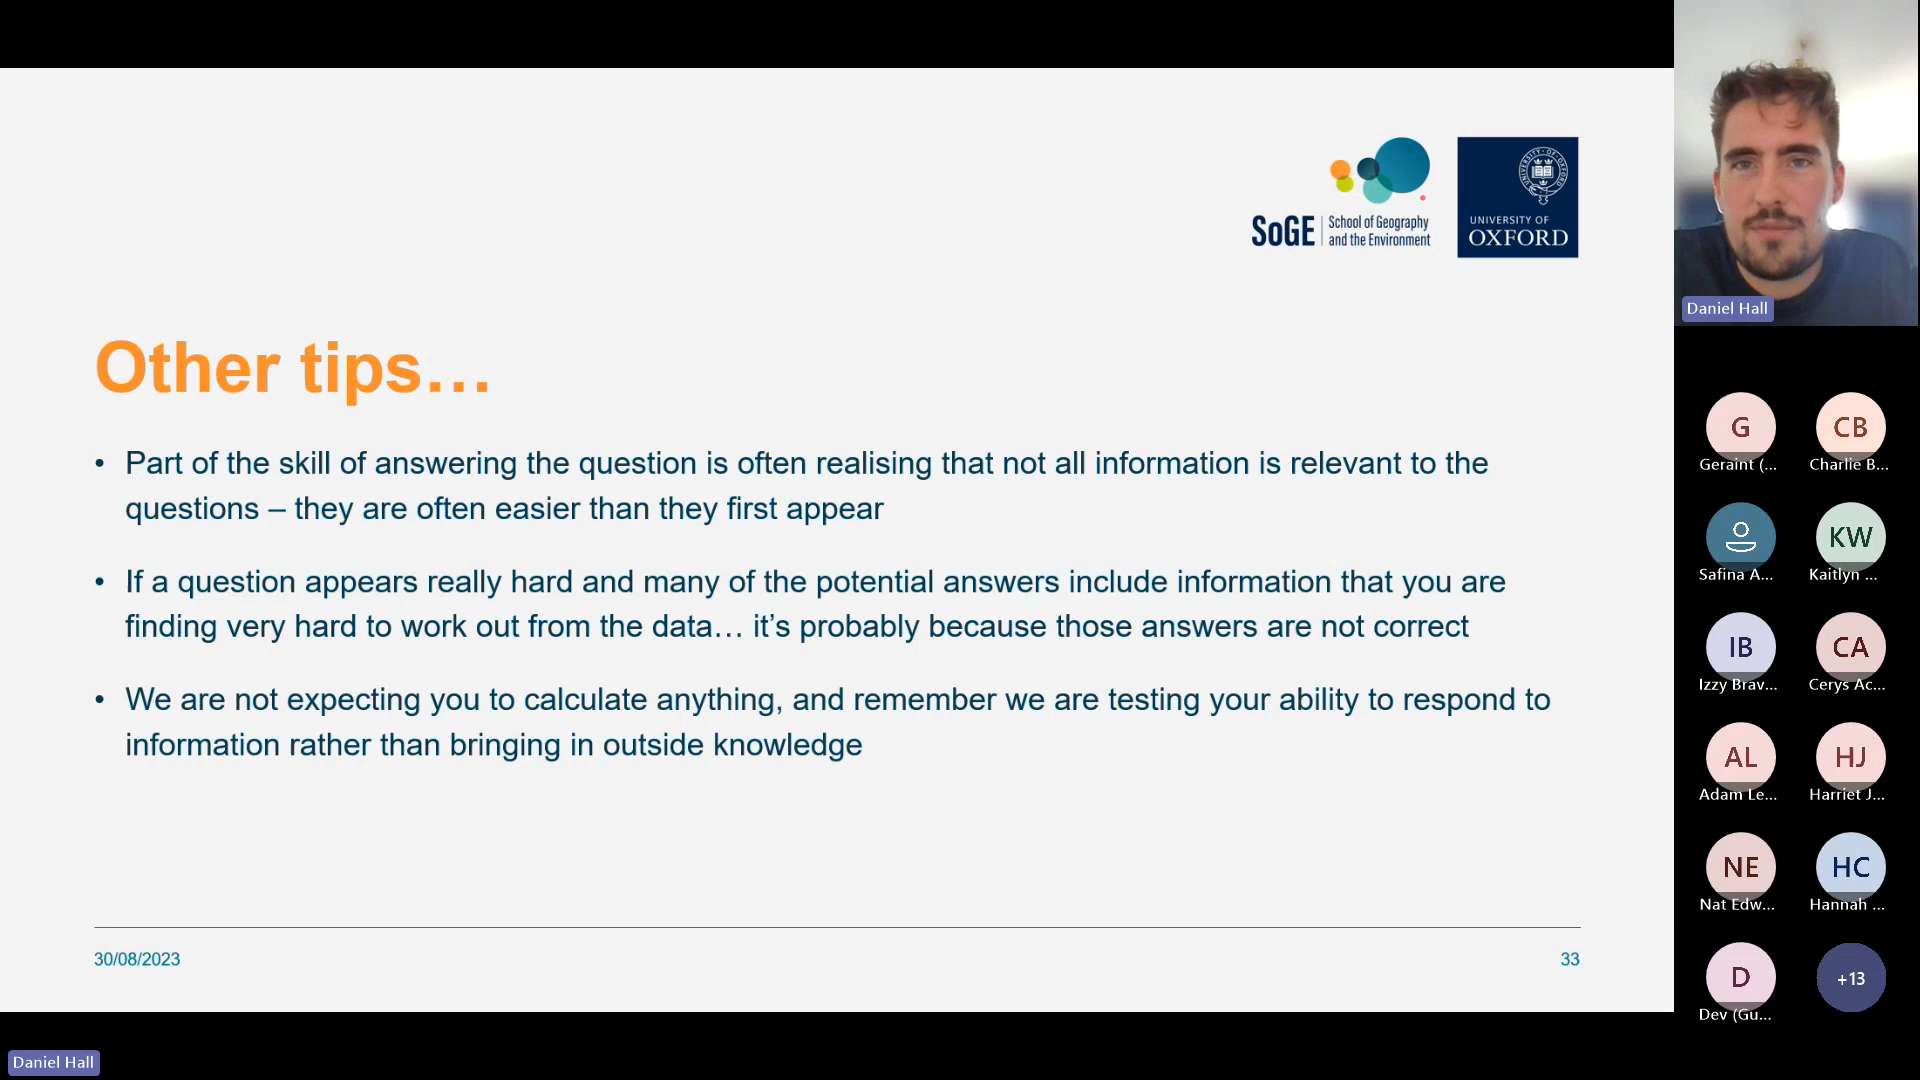 SoGE
School of Geography
and the Environment
UNIVERSITY OF
OXFORD
Other tips…
• Part of the skill of answering the question is often realising that not all information is relevant to the
questions – they are often easier than they first appear
• If a question appears really hard and many of the potential answers include information that you are
finding very hard to work out from the data… it’s probably because those answers are not correct
• We are not expecting you to calculate anything, and remember we are testing your ability to respond to
information rather than bringing in outside knowledge
30/08/2023
33
Daniel Hall
Daniel Hall
G
Geraint (...
CB
Charlie B...
Safina A...
KW
Kaitlyn ...
IB
Izzy Brav...
CA
Cerys Ac...
AL
Adam Le...
HJ
Harriet J...
NE
Nat Edw...
HC
Hannah ...
D
Dev (Gu...
+13